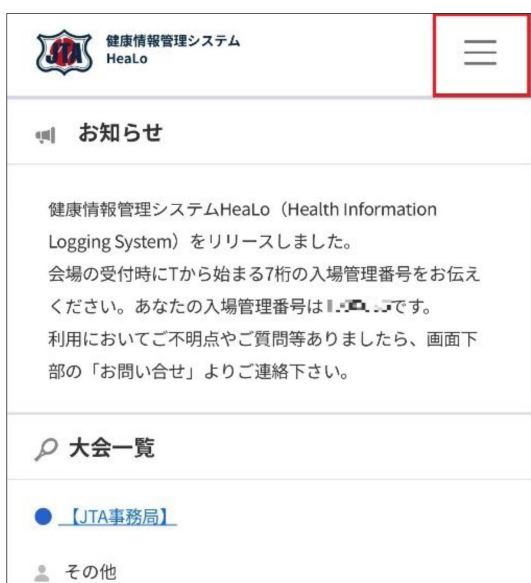 JTA
健康情報管理システム
HeaLo
お知らせ
健康情報管理システムHeaLo（Health Information
Logging System）をリリースしました。
会場の受付時にTから始まる7桁の入場管理番号をお伝え
ください。あなたの入場管理番号は です。
利用においてご不明点やご質問等ありましたら、画面下
部の「お問い合せ」よりご連絡下さい。
大会一覧
【JTA事務局】
その他